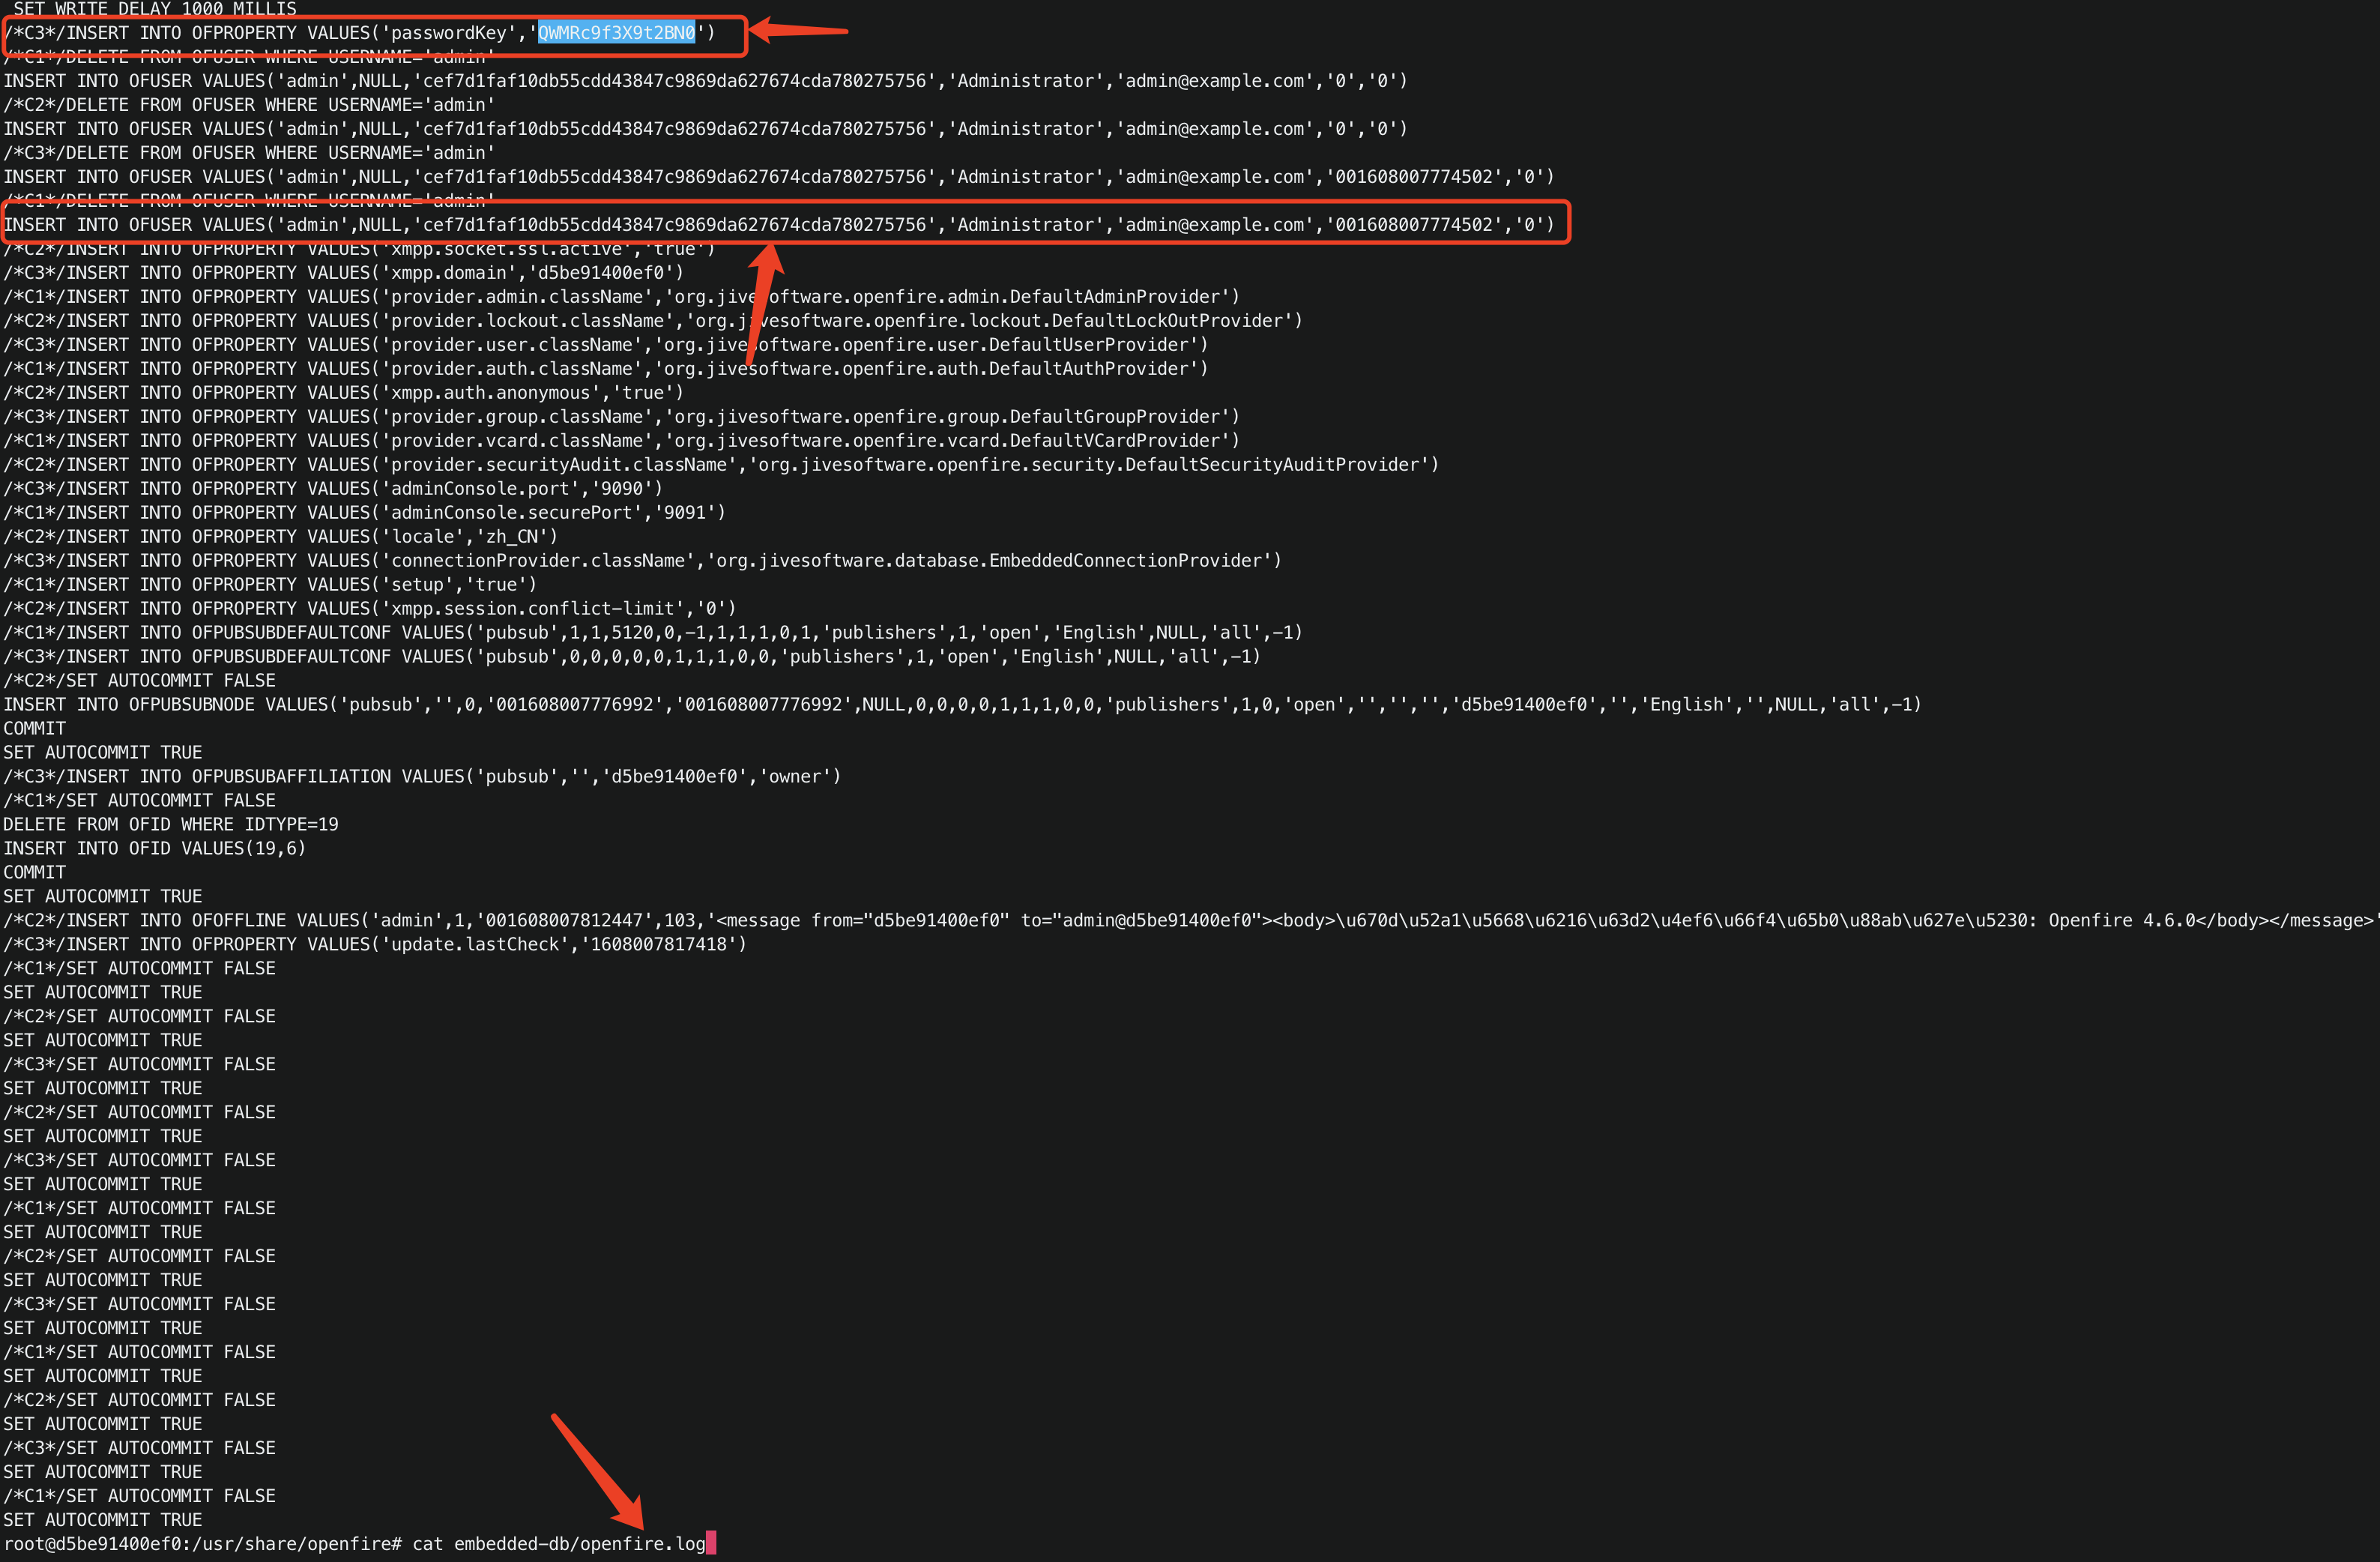 SET WRITE DELAY 1000 MILLIS
/*C3*/INSERT INTO OFPROPERTY VALUES('passwordKey','QWMRc9f3X9t2BN0')
/*C1*/DELETE FROM OFUSER WHERE USERNAME='admin'
INSERT INTO OFUSER VALUES('admin',NULL,'cef7d1faf10db55cdd43847c9869da627674cda780275756','Administrator','admin@example.com','0','0')
/*C2*/DELETE FROM OFUSER WHERE USERNAME='admin'
INSERT INTO OFUSER VALUES('admin',NULL,'cef7d1faf10db55cdd43847c9869da627674cda780275756','Administrator','admin@example.com','0','0')
/*C3*/DELETE FROM OFUSER WHERE USERNAME='admin'
INSERT INTO OFUSER VALUES('admin',NULL,'cef7d1faf10db55cdd43847c9869da627674cda780275756','Administrator','admin@example.com','001608007774502','0')
/*C1*/DELETE FROM OFUSER WHERE USERNAME='admin'
INSERT INTO OFUSER VALUES('admin',NULL,'cef7d1faf10db55cdd43847c9869da627674cda780275756','Administrator','admin@example.com','001608007774502','0')
/*C2*/INSERT INTO OFPROPERTY VALUES('xmpp.socket.ssl.active','true')
/*C3*/INSERT INTO OFPROPERTY VALUES('xmpp.domain','d5be91400ef0')
/*C1*/INSERT INTO OFPROPERTY VALUES('provider.admin.className','org.jivesoftware.openfire.admin.DefaultAdminProvider')
/*C2*/INSERT INTO OFPROPERTY VALUES('provider.lockout.className','org.jivesoftware.openfire.lockout.DefaultLockOutProvider')
/*C3*/INSERT INTO OFPROPERTY VALUES('provider.user.className','org.jivesoftware.openfire.user.DefaultUserProvider')
/*C1*/INSERT INTO OFPROPERTY VALUES('provider.auth.className','org.jivesoftware.openfire.auth.DefaultAuthProvider')
/*C2*/INSERT INTO OFPROPERTY VALUES('xmpp.auth.anonymous','true')
/*C3*/INSERT INTO OFPROPERTY VALUES('provider.group.className','org.jivesoftware.openfire.group.DefaultGroupProvider')
/*C1*/INSERT INTO OFPROPERTY VALUES('provider.vcard.className','org.jivesoftware.openfire.vcard.DefaultVCardProvider')
/*C2*/INSERT INTO OFPROPERTY VALUES('provider.securityAudit.className','org.jivesoftware.openfire.security.DefaultSecurityAuditProvider')
/*C3*/INSERT INTO OFPROPERTY VALUES('adminConsole.port','9090')
/*C1*/INSERT INTO OFPROPERTY VALUES('adminConsole.securePort','9091')
/*C2*/INSERT INTO OFPROPERTY VALUES('locale','zh_CN')
/*C3*/INSERT INTO OFPROPERTY VALUES('connectionProvider.className','org.jivesoftware.database.EmbeddedConnectionProvider')
/*C1*/INSERT INTO OFPROPERTY VALUES('setup','true')
/*C2*/INSERT INTO OFPROPERTY VALUES('xmpp.session.conflict-limit','0')
/*C1*/INSERT INTO OFPUBSUBDEFAULTCONF VALUES('pubsub',1,1,5120,0,-1,1,1,1,0,1,'publishers',1,'open','English',NULL,'all',-1)
/*C3*/INSERT INTO OFPUBSUBDEFAULTCONF VALUES('pubsub',0,0,0,0,0,1,1,1,0,0,'publishers',1,'open','English',NULL,'all',-1)
/*C2*/SET AUTOCOMMIT FALSE
INSERT INTO OFPUBSUBNODE VALUES('pubsub','',0,'001608007776992','001608007776992',NULL,0,0,0,0,1,1,1,0,0,'publishers',1,0,'open','','','','d5be91400ef0','','English','',NULL,'all',-1)
COMMIT
SET AUTOCOMMIT TRUE
/*C3*/INSERT INTO OFPUBSUBAFFILIATION VALUES('pubsub','','d5be91400ef0','owner')
/*C1*/SET AUTOCOMMIT FALSE
DELETE FROM OFID WHERE IDTYPE=19
INSERT INTO OFID VALUES(19,6)
COMMIT
SET AUTOCOMMIT TRUE
/*C2*/INSERT INTO OFOFFLINE VALUES('admin',1,'001608007812447',103,'<message from="d5be91400ef0" to="admin@d5be91400ef0"><body>\u670d\u52a1\u5668\u6216\u63d2\u4ef6\u66f4\u65b0\u88ab\u627e\u5230: Openfire 4.6.0</body></message>'
/*C3*/INSERT INTO OFPROPERTY VALUES('update.lastCheck','1608007817418')
/*C1*/SET AUTOCOMMIT FALSE
SET AUTOCOMMIT TRUE
/*C2*/SET AUTOCOMMIT FALSE
SET AUTOCOMMIT TRUE
/*C3*/SET AUTOCOMMIT FALSE
SET AUTOCOMMIT TRUE
/*C2*/SET AUTOCOMMIT FALSE
SET AUTOCOMMIT TRUE
/*C3*/SET AUTOCOMMIT FALSE
SET AUTOCOMMIT TRUE
/*C1*/SET AUTOCOMMIT FALSE
SET AUTOCOMMIT TRUE
/*C2*/SET AUTOCOMMIT FALSE
SET AUTOCOMMIT TRUE
/*C3*/SET AUTOCOMMIT FALSE
SET AUTOCOMMIT TRUE
/*C1*/SET AUTOCOMMIT FALSE
SET AUTOCOMMIT TRUE
/*C2*/SET AUTOCOMMIT FALSE
SET AUTOCOMMIT TRUE
/*C3*/SET AUTOCOMMIT FALSE
SET AUTOCOMMIT TRUE
/*C1*/SET AUTOCOMMIT FALSE
SET AUTOCOMMIT TRUE
root@d5be91400ef0:/usr/share/openfire# cat embedded-db/openfire.log